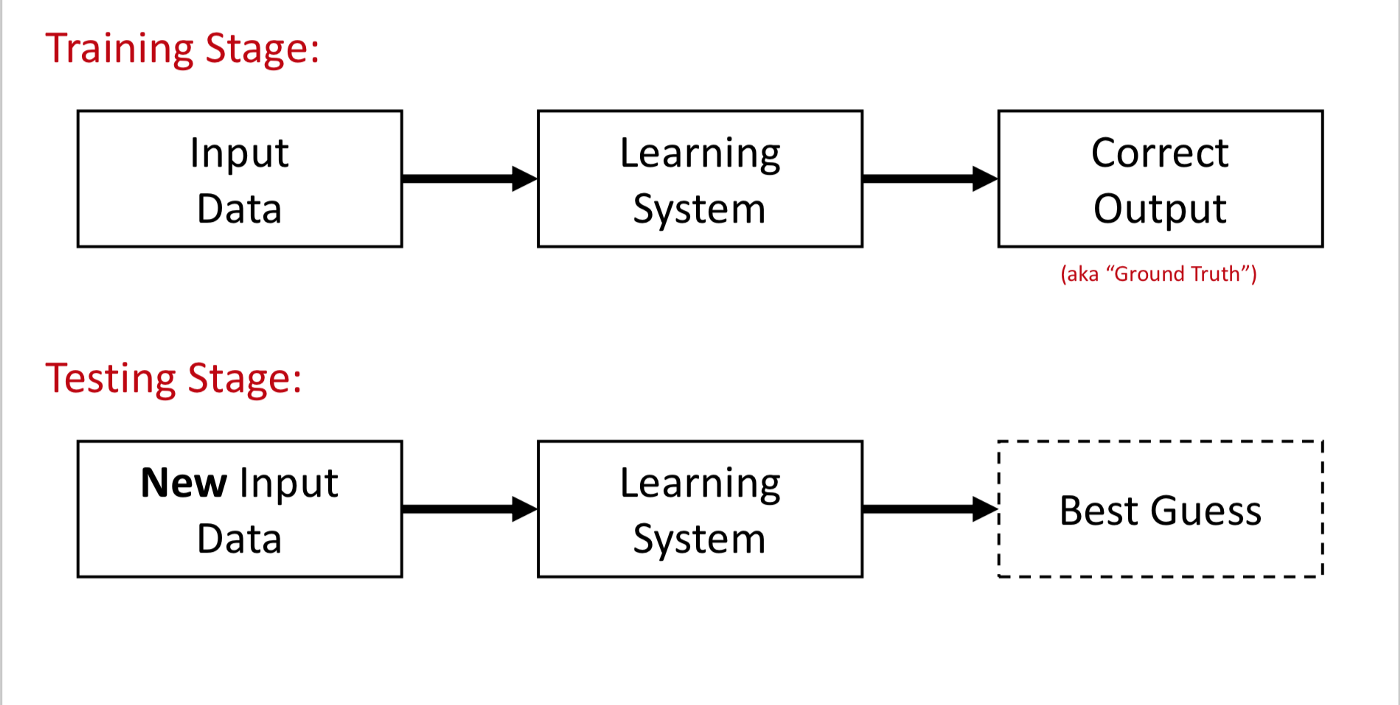 Training Stage:
Input
Data
Learning
System
Correct
Output
(aka “Ground Truth”)
Testing Stage:
New Input
Data
Learning
System
Best Guess